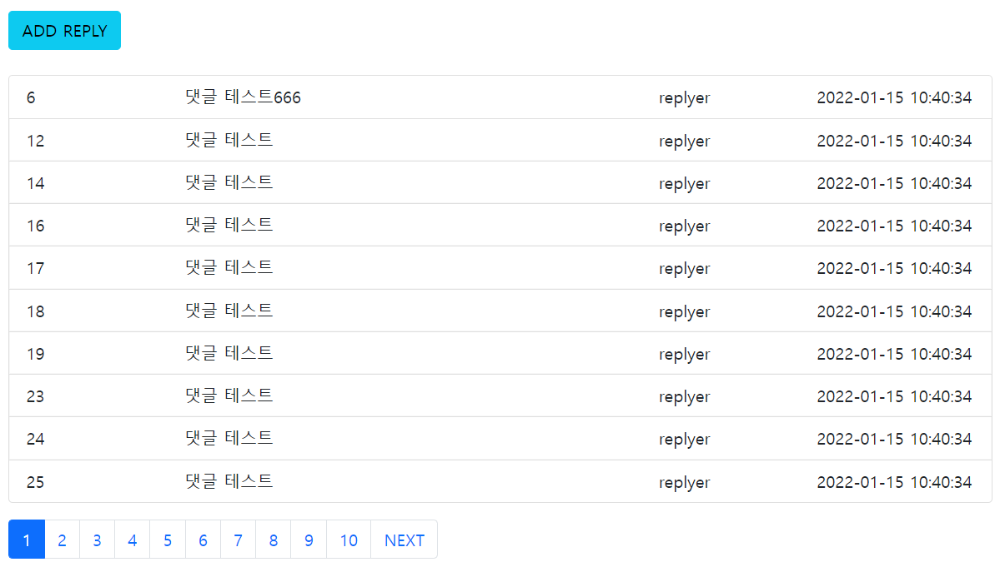 ADD REPLY
6 댓글 테스트666 replyer 2022-01-15 10:40:34
12 댓글 테스트 replyer 2022-01-15 10:40:34
14 댓글 테스트 replyer 2022-01-15 10:40:34
16 댓글 테스트 replyer 2022-01-15 10:40:34
17 댓글 테스트 replyer 2022-01-15 10:40:34
18 댓글 테스트 replyer 2022-01-15 10:40:34
19 댓글 테스트 replyer 2022-01-15 10:40:34
23 댓글 테스트 replyer 2022-01-15 10:40:34
24 댓글 테스트 replyer 2022-01-15 10:40:34
25 댓글 테스트 replyer 2022-01-15 10:40:34
1 2 3 4 5 6 7 8 9 10 NEXT